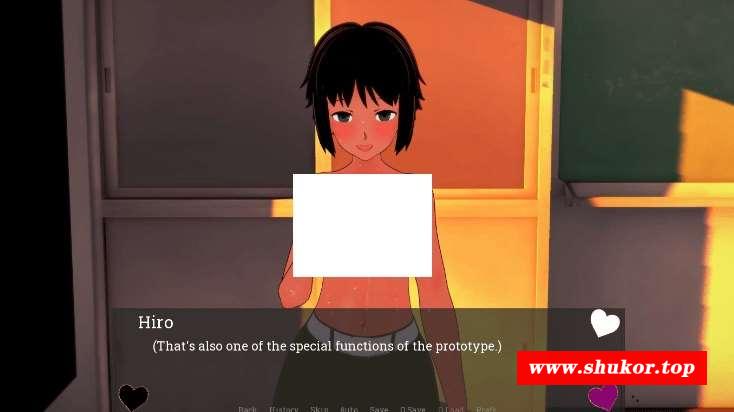 Hiro
(That's also one of the special functions of the prototype.)
www.shukor.top
Back History Skip Auto Save Q.Save Q.Load Prefs